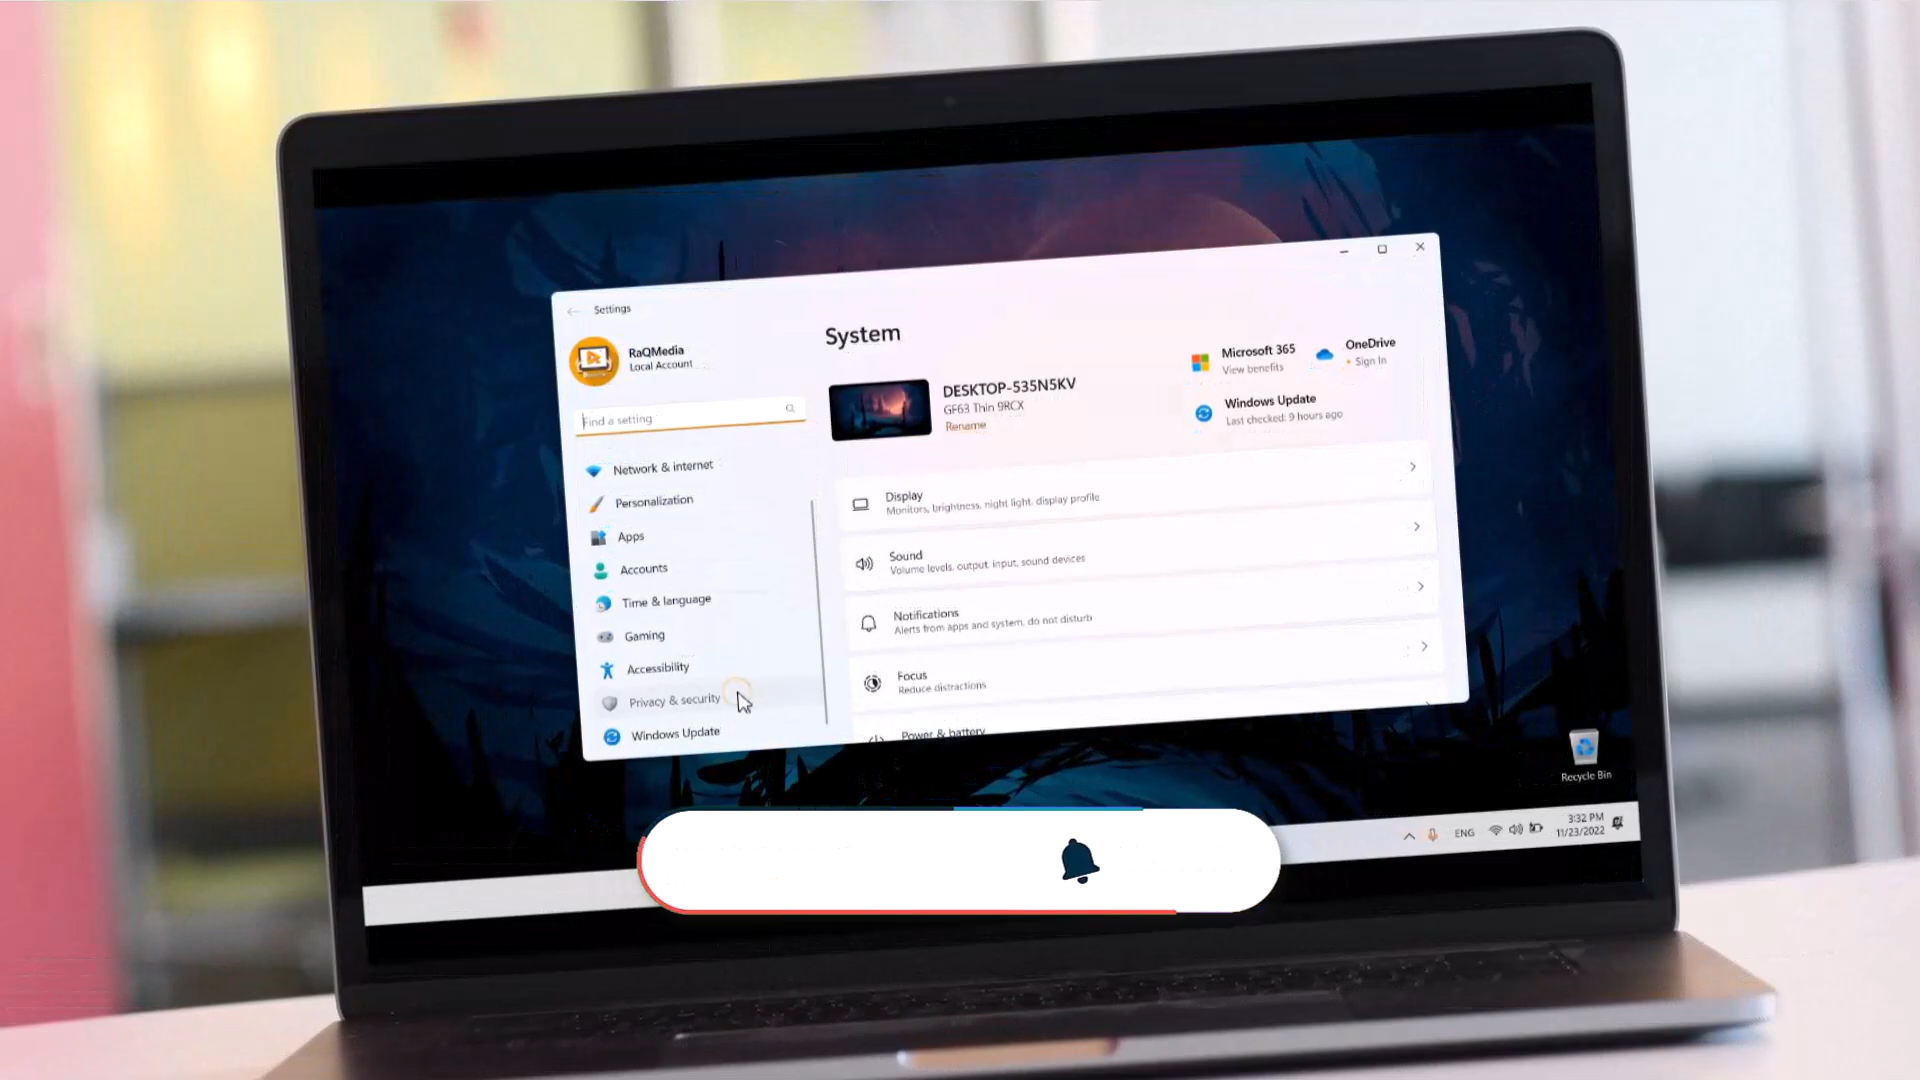 Settings
RaQMedia
Local Account
Find a setting
Network & internet
Personalization
Apps
Accounts
Time & language
Gaming
Accessibility
Privacy & security
Windows Update
System
DESKTOP-535N5KV
GF63 Thin 9RCX
Rename
Microsoft 365
View benefits
OneDrive
• Sign In
Windows Update
Last checked: 9 hours ago
Display
Monitors, brightness, night light, display profile
Sound
Volume levels, output, input, sound devices
Notifications
Alerts from apps and system, do not disturb
Focus
Reduce distractions
Power & battery
Recycle Bin
ENG
3:32 PM
11/23/2022